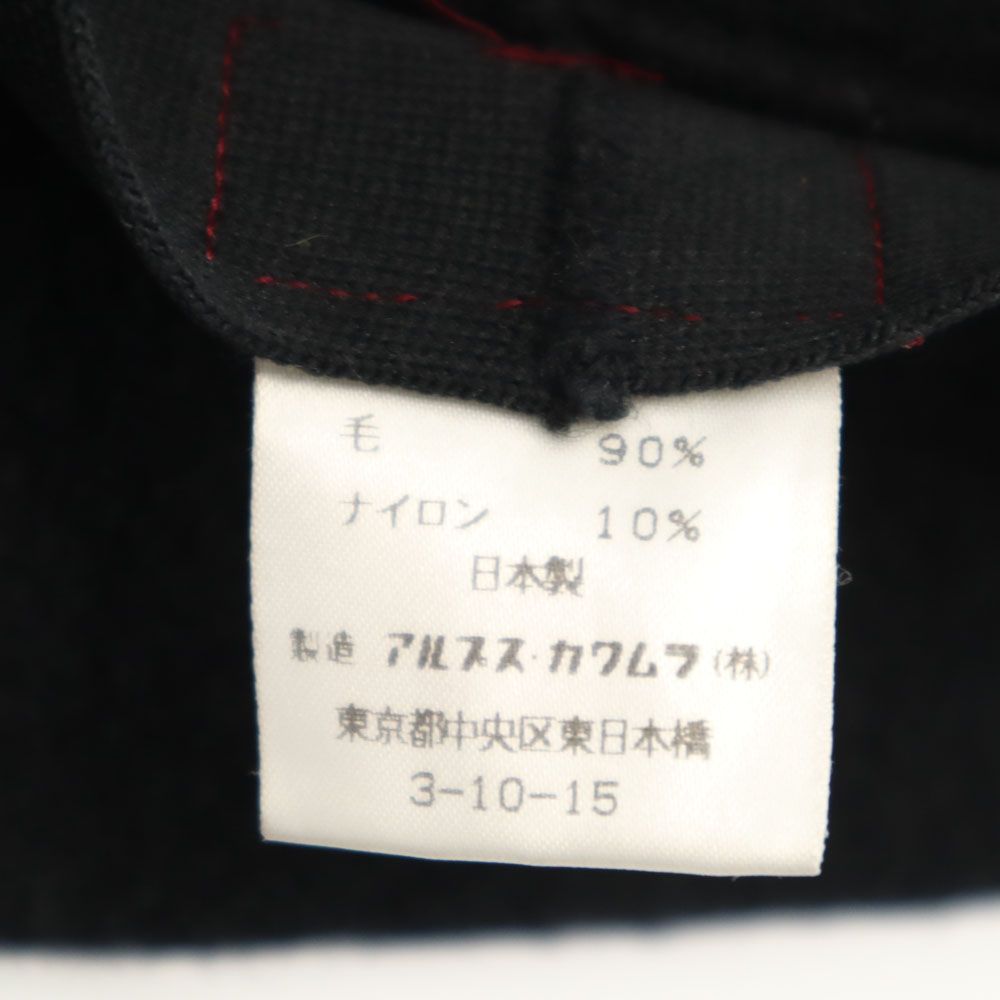 毛 90%
ナイロン 10%
日本製
製造 アルプス・カワムラ(株)
東京都中央区東日本橋
3-10-15